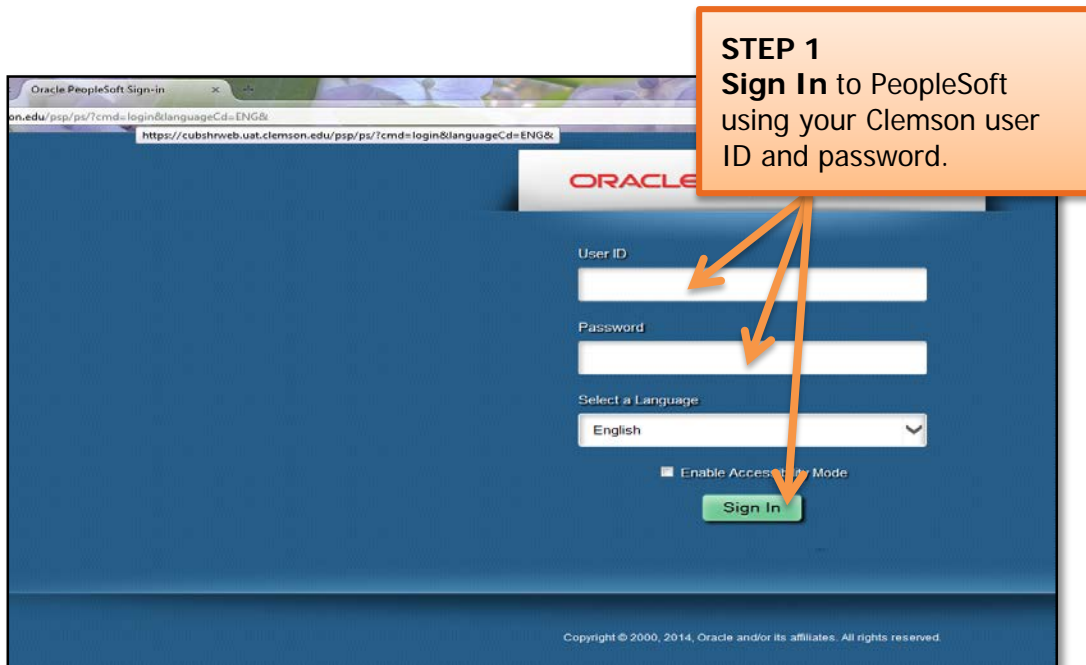 STEP 1
Sign In to PeopleSoft
using your Clemson user
ID and password.
Oracle PeopleSoft Sign-in
on.edu/psp/ps/?cmd=login&languageCd=ENG&
https://cubshrweb.uat.clemson.edu/psp/ps/?cmd=login&languageCd=ENG&
ORACLE
User ID
Password
Select a Language
English
Enable Accessibility Mode
Sign In
Copyright © 2000, 2014, Oracle and/or its affiliates. All rights reserved.